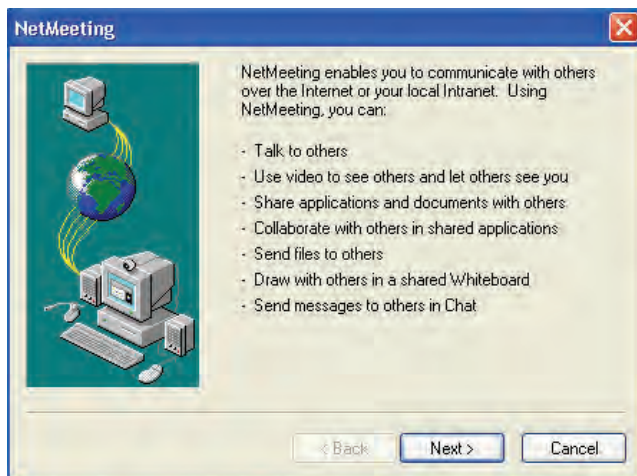 NetMeeting
NetMeeting enables you to communicate with others
over the Internet or your local Intranet. Using
NetMeeting, you can:
- Talk to others
- Use video to see others and let others see you
- Share applications and documents with others
- Collaborate with others in shared applications
- Send files to others
- Draw with others in a shared Whiteboard
- Send messages to others in Chat
< Back
Next >
Cancel